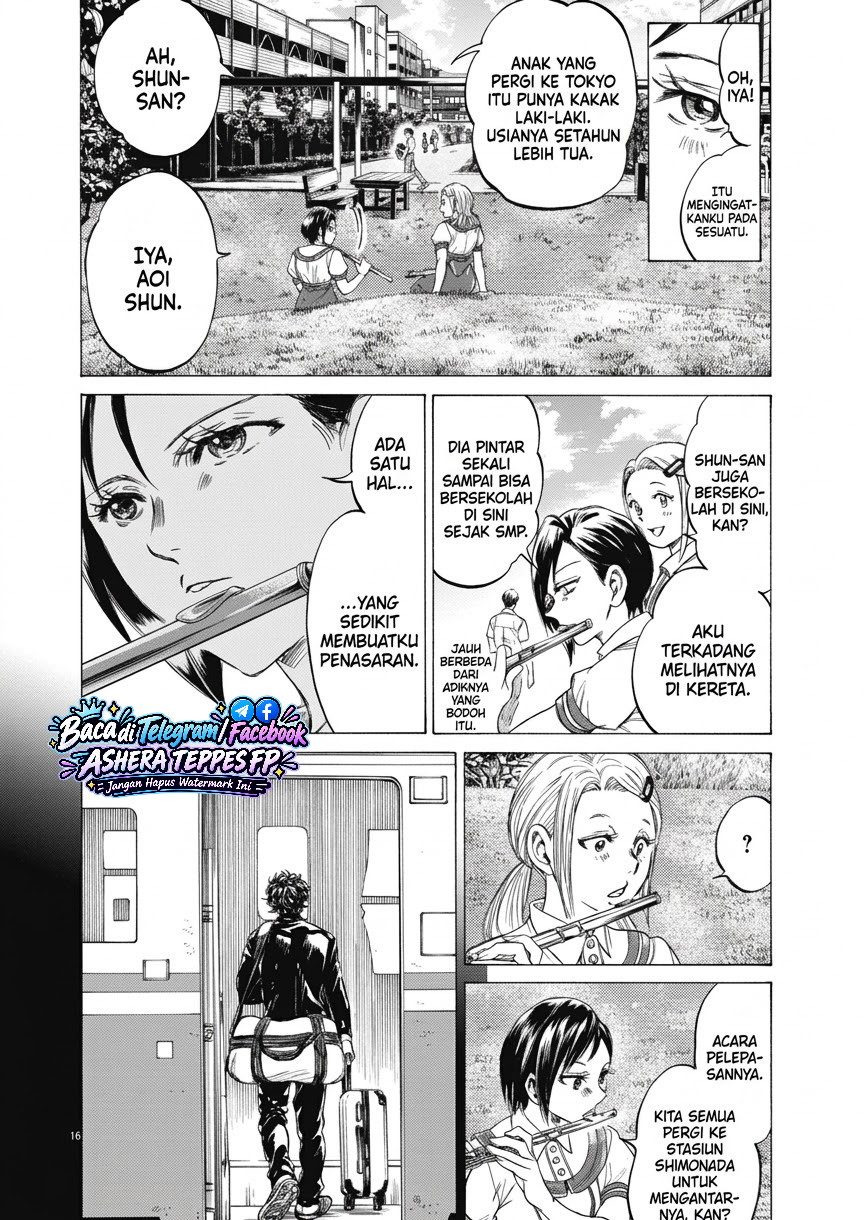 OH,
IYA!
ITU
MENGINGAT-
KANKU PADA
SESUATU.
ANAK YANG
PERGI KE TOKYO
ITU PUNYA KAKAK
LAKI-LAKI.
USIANYA SETAHUN
LEBIH TUA.
AH,
SHUN-
SAN?
IYA,
AOI
SHUN.
SHUN-SAN
JUGA
BERSEKO-
LAH DI SINI,
KAN?
DIA PINTAR
SEKALI
SAMPAI BISA
BERSEKOLAH
DI SINI
SEJAK SMP.
AKU
TERKADANG
MELIHATNYA
DI KERETA.
JAUH
BERBEDA
DARI
ADIKNYA
YANG
BODOH
ITU.
ADA
SATU
HAL...
...YANG
SEDIKIT
MEMBUATKU
PENASARAN.
Baca di Telegram/Facebook
ASHERA TEPPES FP
Jangan Hapus Watermark Ini
?
ACARA
PELEPA-
SANNYA.
KITA SEMUA
PERGI KE
STASIUN
SHIMONADA
UNTUK
MENGANTAR-
NYA, KAN?
16